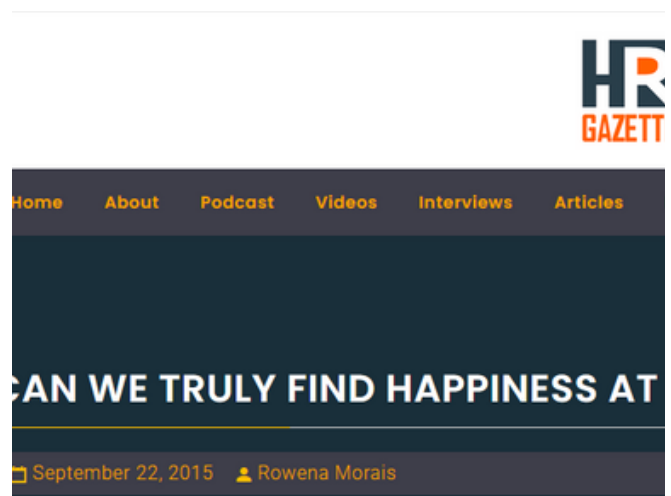 HR
GAZETT
Home About Podcast Videos Interviews Articles
CAN WE TRULY FIND HAPPINESS AT
September 22, 2015 Rowena Morais